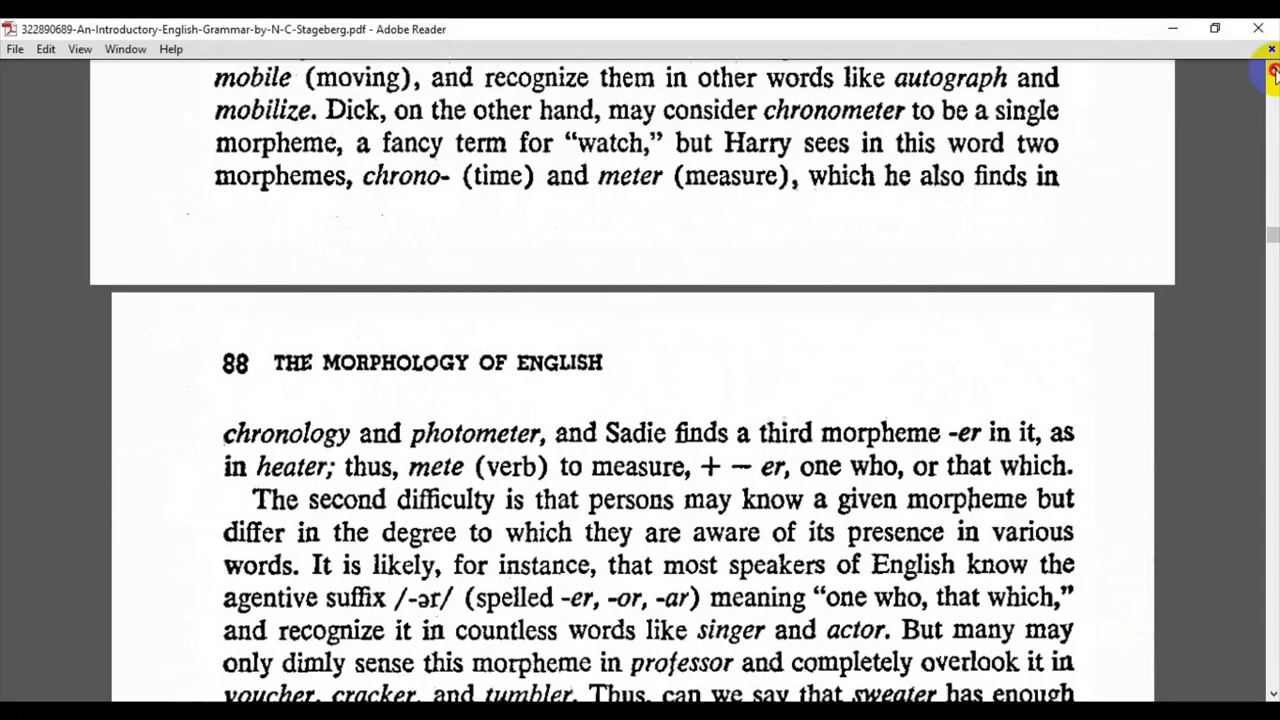 322890689-An-Introductory-English-Grammar-by-N-C-Stageberg.pdf - Adobe Reader
File Edit View Window Help
mobile (moving), and recognize them in other words like autograph and
mobilize. Dick, on the other hand, may consider chronometer to be a single
morpheme, a fancy term for “watch,” but Harry sees in this word two
morphemes, chrono- (time) and meter (measure), which he also finds in
88 THE MORPHOLOGY OF ENGLISH
chronology and photometer, and Sadie finds a third morpheme -er in it, as
in heater; thus, mete (verb) to measure, + − er, one who, or that which.
The second difficulty is that persons may know a given morpheme but
differ in the degree to which they are aware of its presence in various
words. It is likely, for instance, that most speakers of English know the
agentive suffix /-ər/ (spelled -er, -or, -ar) meaning “one who, that which,”
and recognize it in countless words like singer and actor. But many may
only dimly sense this morpheme in professor and completely overlook it in
voucher, cracker, and tumbler. Thus, can we say that sweater has enough